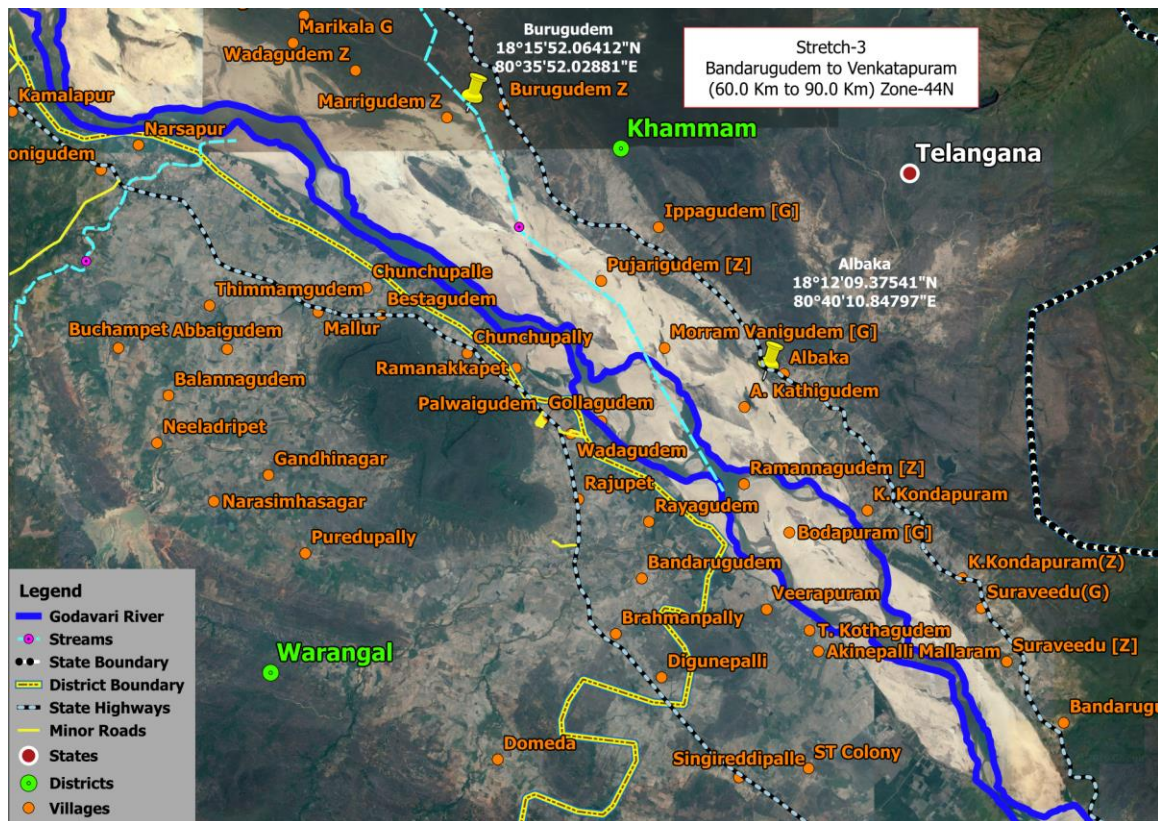 Marikala G
Burugudem
18°15'52.06412"N
80°35'52.02881"E
Stretch-3
Bandarugudem to Venkatapuram
(60.0 Km to 90.0 Km) Zone-44N
Wadagudem Z
Kamalapur
Marrigudem Z
Burugudem Z
Narsapur
Khammam
Telangana
onigudem
Ippagudem [G]
Chunchupalle
Pujarigudem [Z]
Albaka
18°12'09.37541"N
80°40'10.84797"E
Thimmamgudem
Bestagudem
Buchampet
Abbaigudem
Mallur
Chunchupally
Morram Vanigudem [G]
Albaka
Balannagudem
Ramanakkapet
A. Kathigudem
Palwaigudem
Gollagudem
Neeladripet
Wadagudem
Gandhinagar
Ramannagudem [Z]
Narasimhasagar
Rajupet
K. Kondapuram
Rayagudem
Puredupally
Bodapuram [G]
Bandarugudem
K.Kondapuram(Z)
Veerapuram
Suraveedu(G)
Brahmanpally
T. Kothagudem
Akinepalli Mallaram
Suraveedu [Z]
Warangal
Digunepalli
Bandarugu
Domeda
Singireddipalle
ST Colony
Legend
Godavari River
Streams
State Boundary
District Boundary
State Highways
Minor Roads
States
Districts
Villages